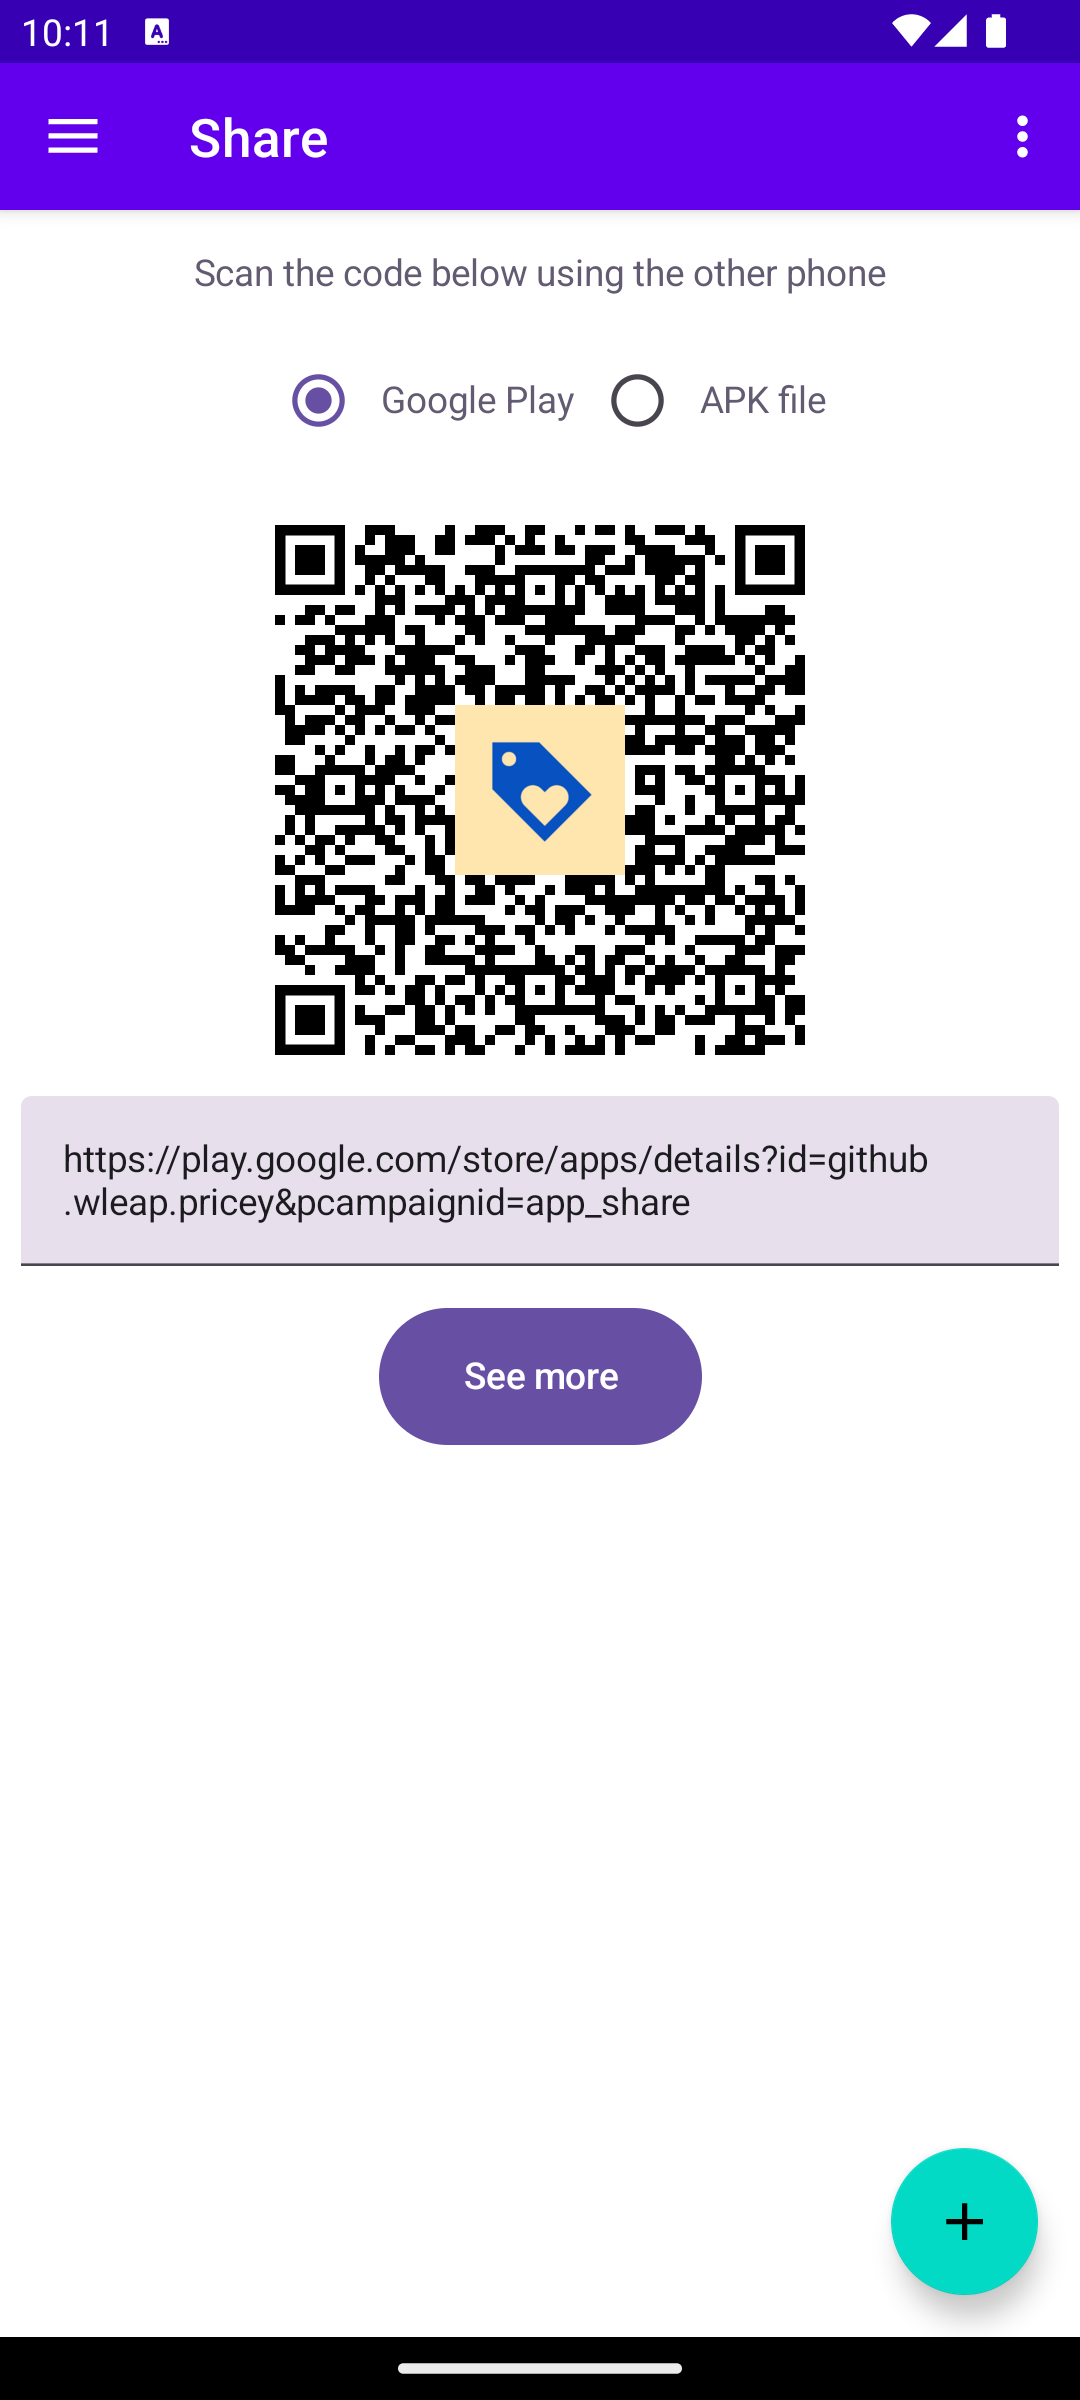 10:11
Share
Scan the code below using the other phone
Google Play
APK file
https://play.google.com/store/apps/details?id=github
.wleap.pricey&pcampaignid=app_share
See more